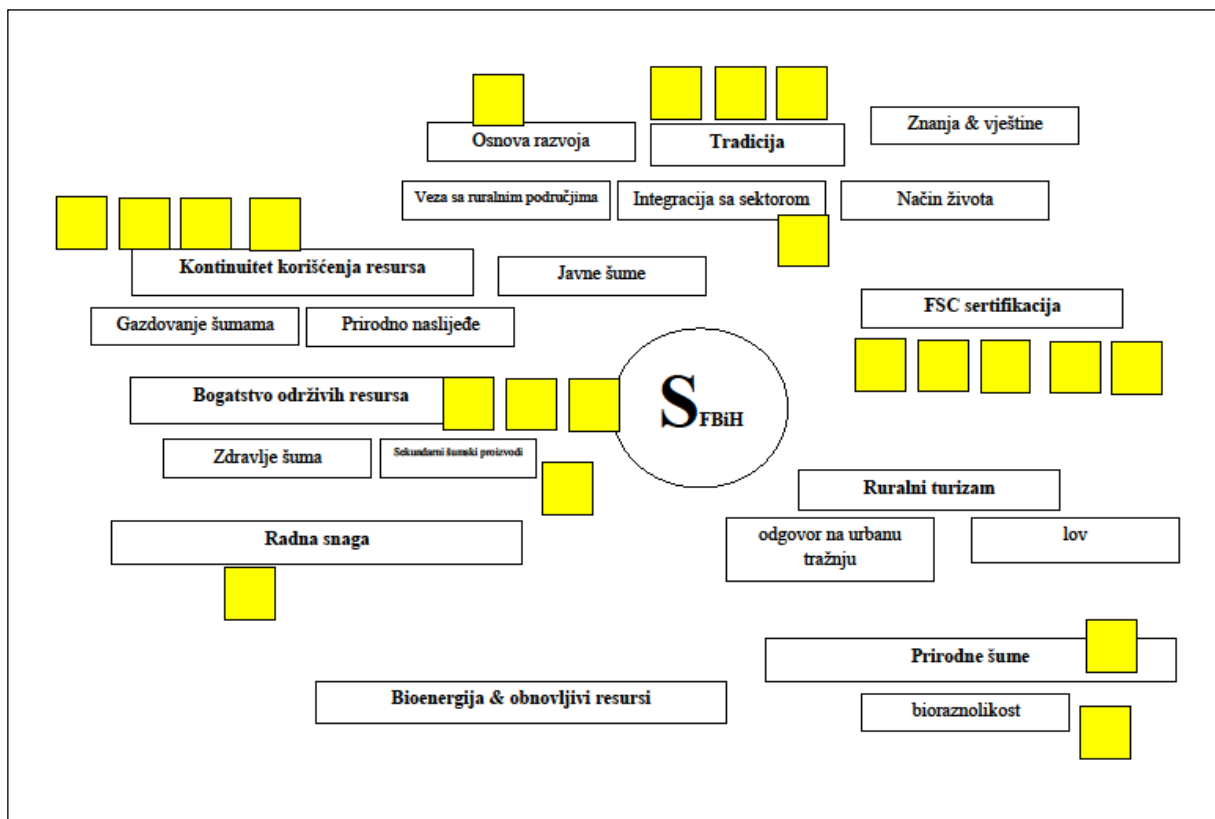 Osnova razvoja
Tradicija
Znanja & vještine
Veza sa ruralnim područjima
Integracija sa sektorom
Način života
Kontinuitet korišćenja resursa
Javne šume
Gazdovanje šumama
Prirodno naslijeđe
FSC sertifikacija
Bogatstvo održivih resursa
S FBiH
Zdravlje šuma
Sekundarni šumski proizvodi
Ruralni turizam
Radna snaga
odgovor na urbanu
tražnju
lov
Prirodne šume
Bioenergija & obnovljivi resursi
bioraznolikost